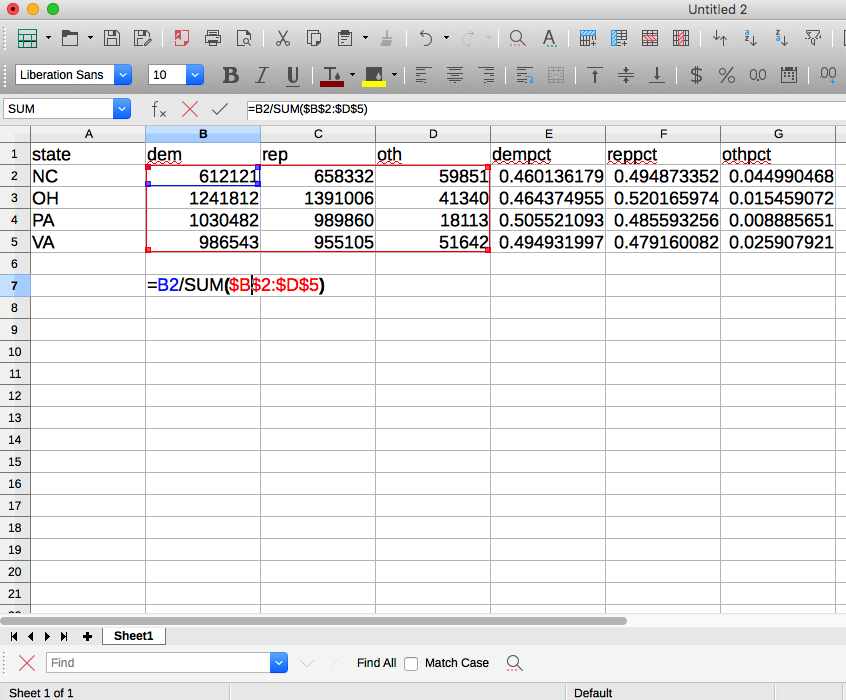 Untitled 2
Liberation Sans 10 B I U T $ % 0.0 .00
SUM fx =B2/SUM($B$2:$D$5)
A B C D E F G
1 state dem rep oth dempct reppct othpct
2 NC 612121 658332 59851 0.460136179 0.494873352 0.044990468
3 OH 1241812 1391006 41340 0.464374955 0.520165974 0.015459072
4 PA 1030482 989860 18113 0.505521093 0.485593256 0.008885651
5 VA 986543 955105 51642 0.494931997 0.479160082 0.025907921
6
7 =B2/SUM($B$2:$D$5)
8
9
10
11
12
13
14
15
16
17
18
19
20
21
Sheet1
Find Find All Match Case
Sheet 1 of 1 Default